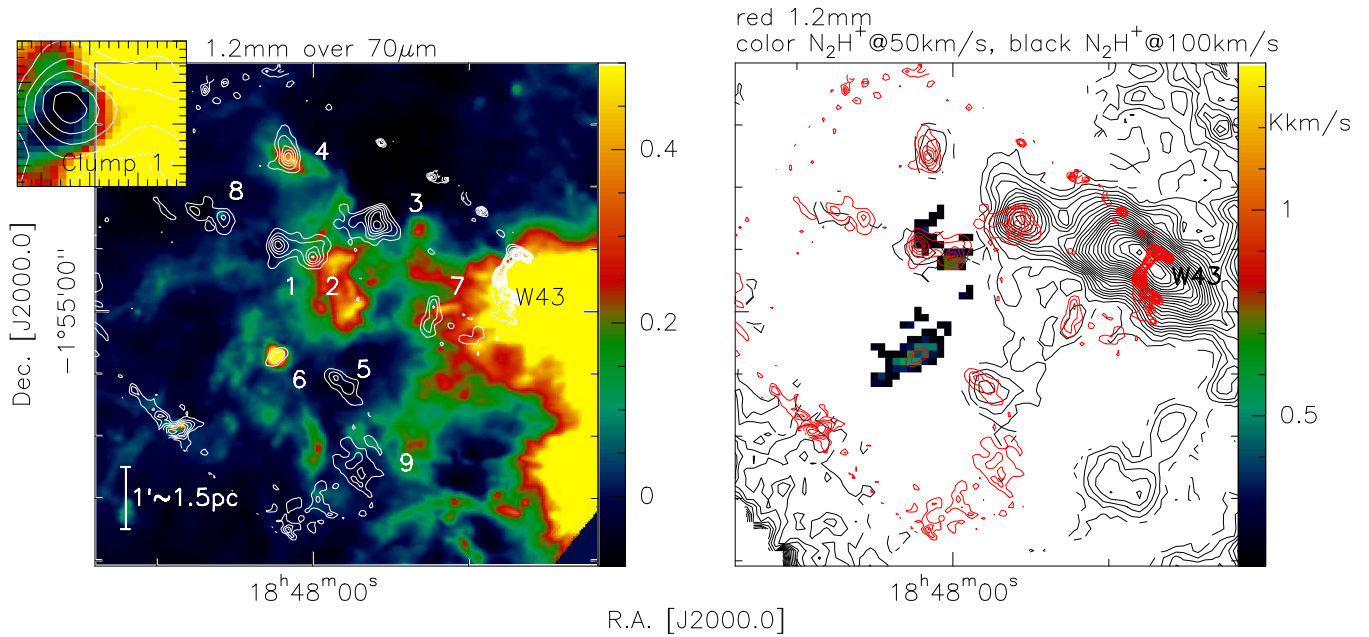 red 1.2mm
1.2mm over 70μm
color N₂H⁺@50km/s, black N₂H⁺@100km/s
Clump 1
Kkm/s
4
0.4
8
3
1
1 2
7
W43
W43
0.2
6
5
0.5
9
1'~1.5pc
0
Dec. [J2000.0]
−1°55'00"
18ʰ48ᵐ00ˢ
18ʰ48ᵐ00ˢ
R.A. [J2000.0]